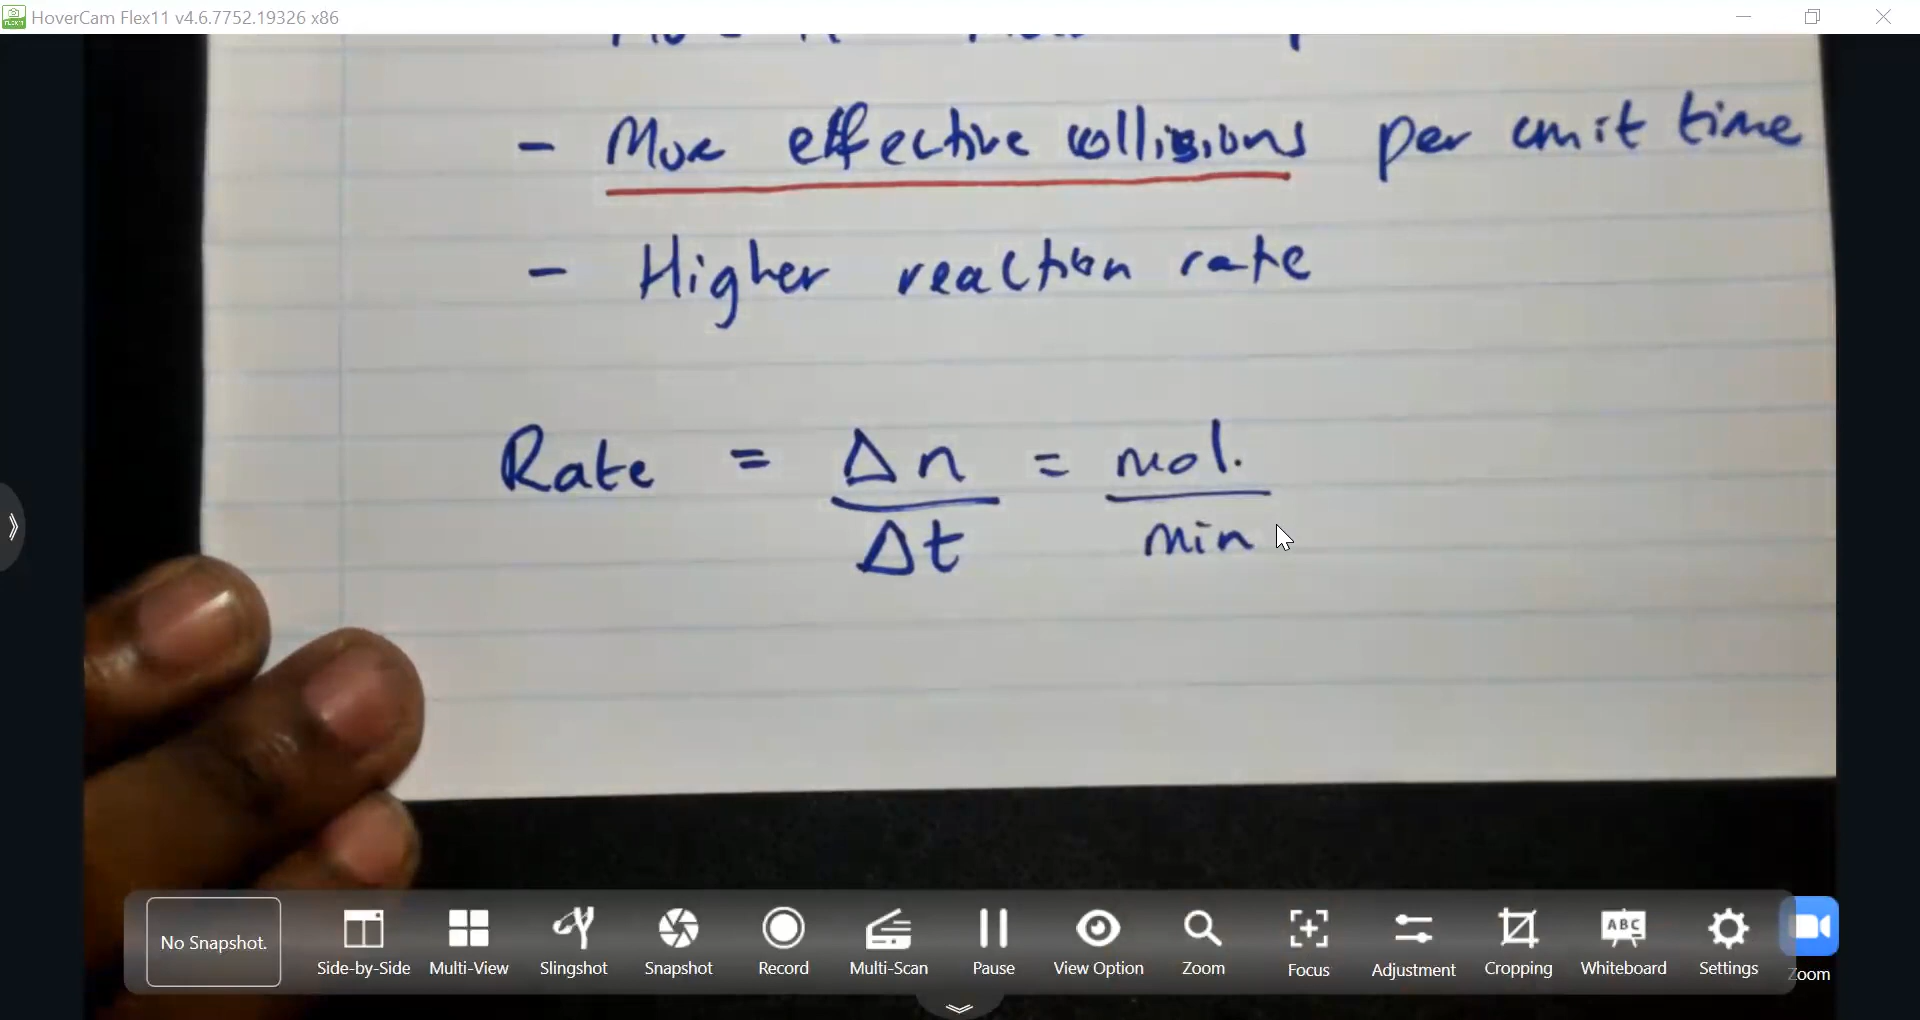 HoverCam Flex11 v4.6.7752.19326 x86
- More effective collisions per unit time
- Higher reaction rate
Rate = Δn = mol.
Δt min
No Snapshot.
Side-by-Side Multi-View Slingshot Snapshot Record Multi-Scan Pause View Option Zoom Focus Adjustment Cropping Whiteboard Settings Zoom
ABC